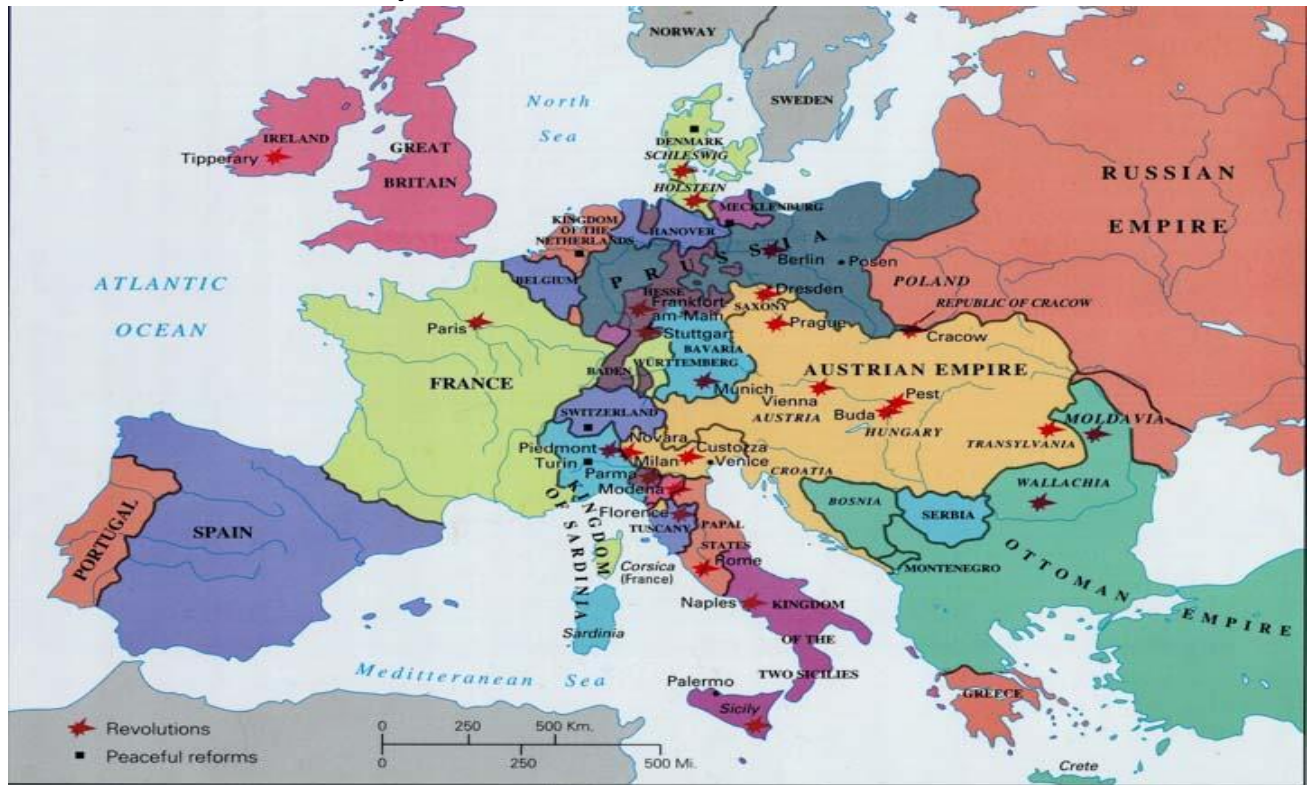 NORWAY
SWEDEN
North
Sea
IRELAND
Tipperary
GREAT
BRITAIN
DENMARK
SCHLESWIG
HOLSTEIN
MECKLENBURG
KINGDOM
OF THE
NETHERLANDS
HANOVER
RUSSIAN
EMPIRE
PRUSSIA
Berlin
Posen
BELGIUM
ATLANTIC
OCEAN
POLAND
HESSE
Dresden
REPUBLIC OF CRACOW
Frankfort
am-Main
SAXONY
Paris
Stuttgart
Prague
Cracow
BAVARIA
WÜRTTEMBERG
BADEN
FRANCE
AUSTRIAN EMPIRE
Munich
Vienna
Pest
Buda
AUSTRIA
HUNGARY
MOLDAVIA
TRANSYLVANIA
SWITZERLAND
Piedmont
Novara
Custozza
Turin
Milan
Venice
Parma
CROATIA
WALLACHIA
Modena
BOSNIA
SERBIA
Florence
TUSCANY
PAPAL
STATES
KINGDOM
OF SARDINIA
PORTUGAL
SPAIN
Corsica
(France)
Rome
MONTENEGRO
OTTOMAN
EMPIRE
Naples
KINGDOM
OF THE
TWO SICILIES
Sardinia
Mediterranean Sea
Palermo
Sicily
GREECE
Crete
Revolutions
Peaceful reforms
0 250 500 Km.
0 250 500 Mi.